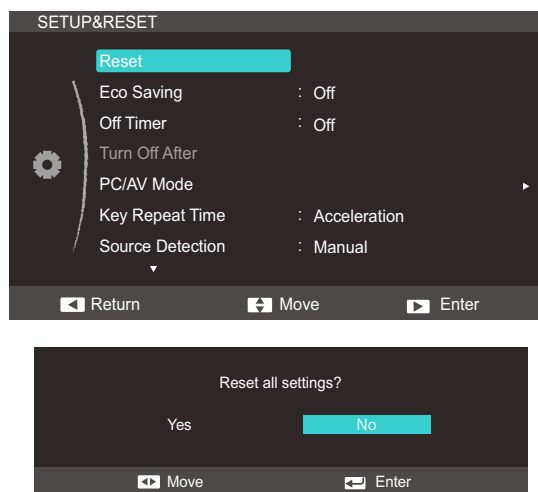 SETUP&RESET
Reset
Eco Saving : Off
Off Timer : Off
Turn Off After
PC/AV Mode
Key Repeat Time : Acceleration
Source Detection : Manual
Return Move Enter
Reset all settings?
Yes No
Move Enter